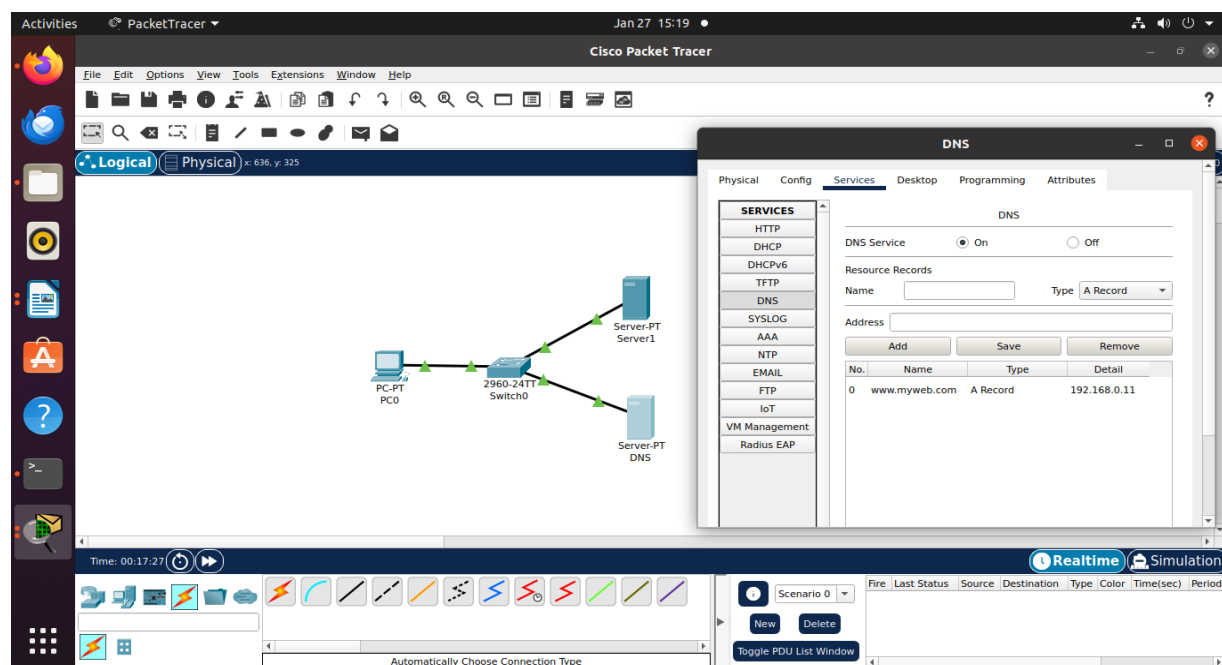 Activities PacketTracer Jan 27 15:19
Cisco Packet Tracer
File Edit Options View Tools Extensions Window Help
?
Logical Physical x: 636, y: 325
DNS
Physical Config Services Desktop Programming Attributes
SERVICES
HTTP
DHCP
DHCPv6
TFTP
DNS
SYSLOG
AAA
NTP
EMAIL
FTP
IoT
VM Management
Radius EAP
DNS
DNS Service On Off
Resource Records
Name Type A Record
Address
Add Save Remove
No. Name Type Detail
0 www.myweb.com A Record 192.168.0.11
Server-PT
Server1
PC-PT
PC0
2960-24TT
Switch0
Server-PT
DNS
Time: 00:17:27 Realtime Simulation
Scenario 0
New Delete
Toggle PDU List Window
Fire Last Status Source Destination Type Color Time(sec) Period
Automatically Choose Connection Type